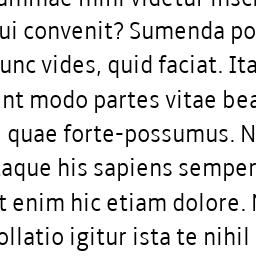 ui convenit? Sumenda po
unc vides, quid faciat. Ita
nt modo partes vitae bea
quae forte-possumus. N
aque his sapiens semper
t enim hic etiam dolore.
ollatio igitur ista te nihil